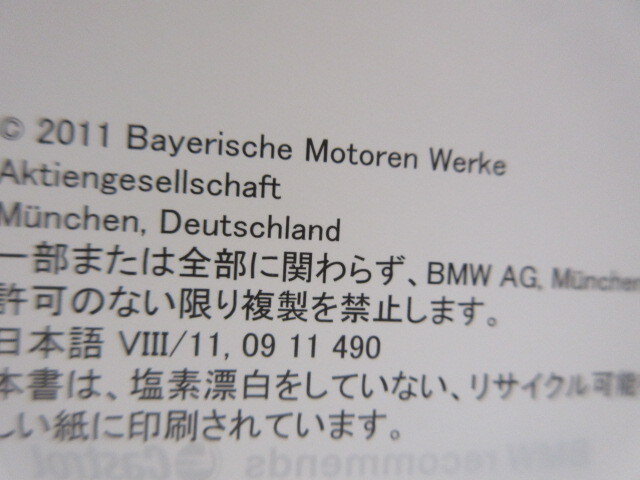 © 2011 Bayerische Motoren Werke
Aktiengesellschaft
München, Deutschland
一部または全部に関わらず、BMW AG, München
許可のない限り複製を禁止します。
日本語 VIII/11, 09 11 490
本書は、塩素漂白をしていない、リサイクル可能
しい紙に印刷されています。
BMW recommends Castrol